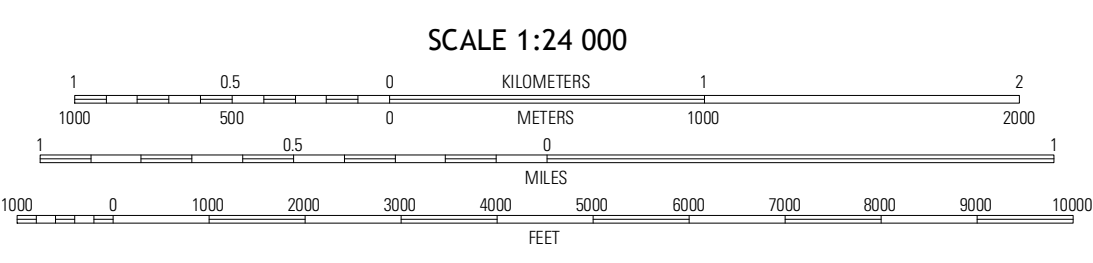 SCALE 1:24 000
1 0.5 0 KILOMETERS 1 2
1000 500 0 METERS 1000 2000
1 0.5 0 1
MILES
1000 0 1000 2000 3000 4000 5000 6000 7000 8000 9000 10000
FEET